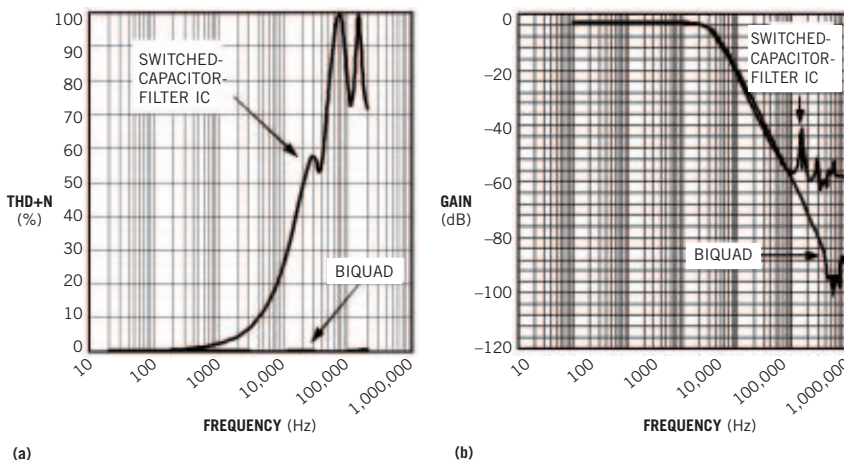 100
90
80
70
60
50
40
30
20
10
0
THD+N
(%)
SWITCHED-
CAPACITOR-
FILTER IC
BIQUAD
10
100
1000
10,000
100,000
1,000,000
FREQUENCY (Hz)
(a)
0
–20
–40
–60
–80
–100
–120
GAIN
(dB)
SWITCHED-
CAPACITOR-
FILTER IC
BIQUAD
10
100
1000
10,000
100,000
1,000,000
FREQUENCY (Hz)
(b)